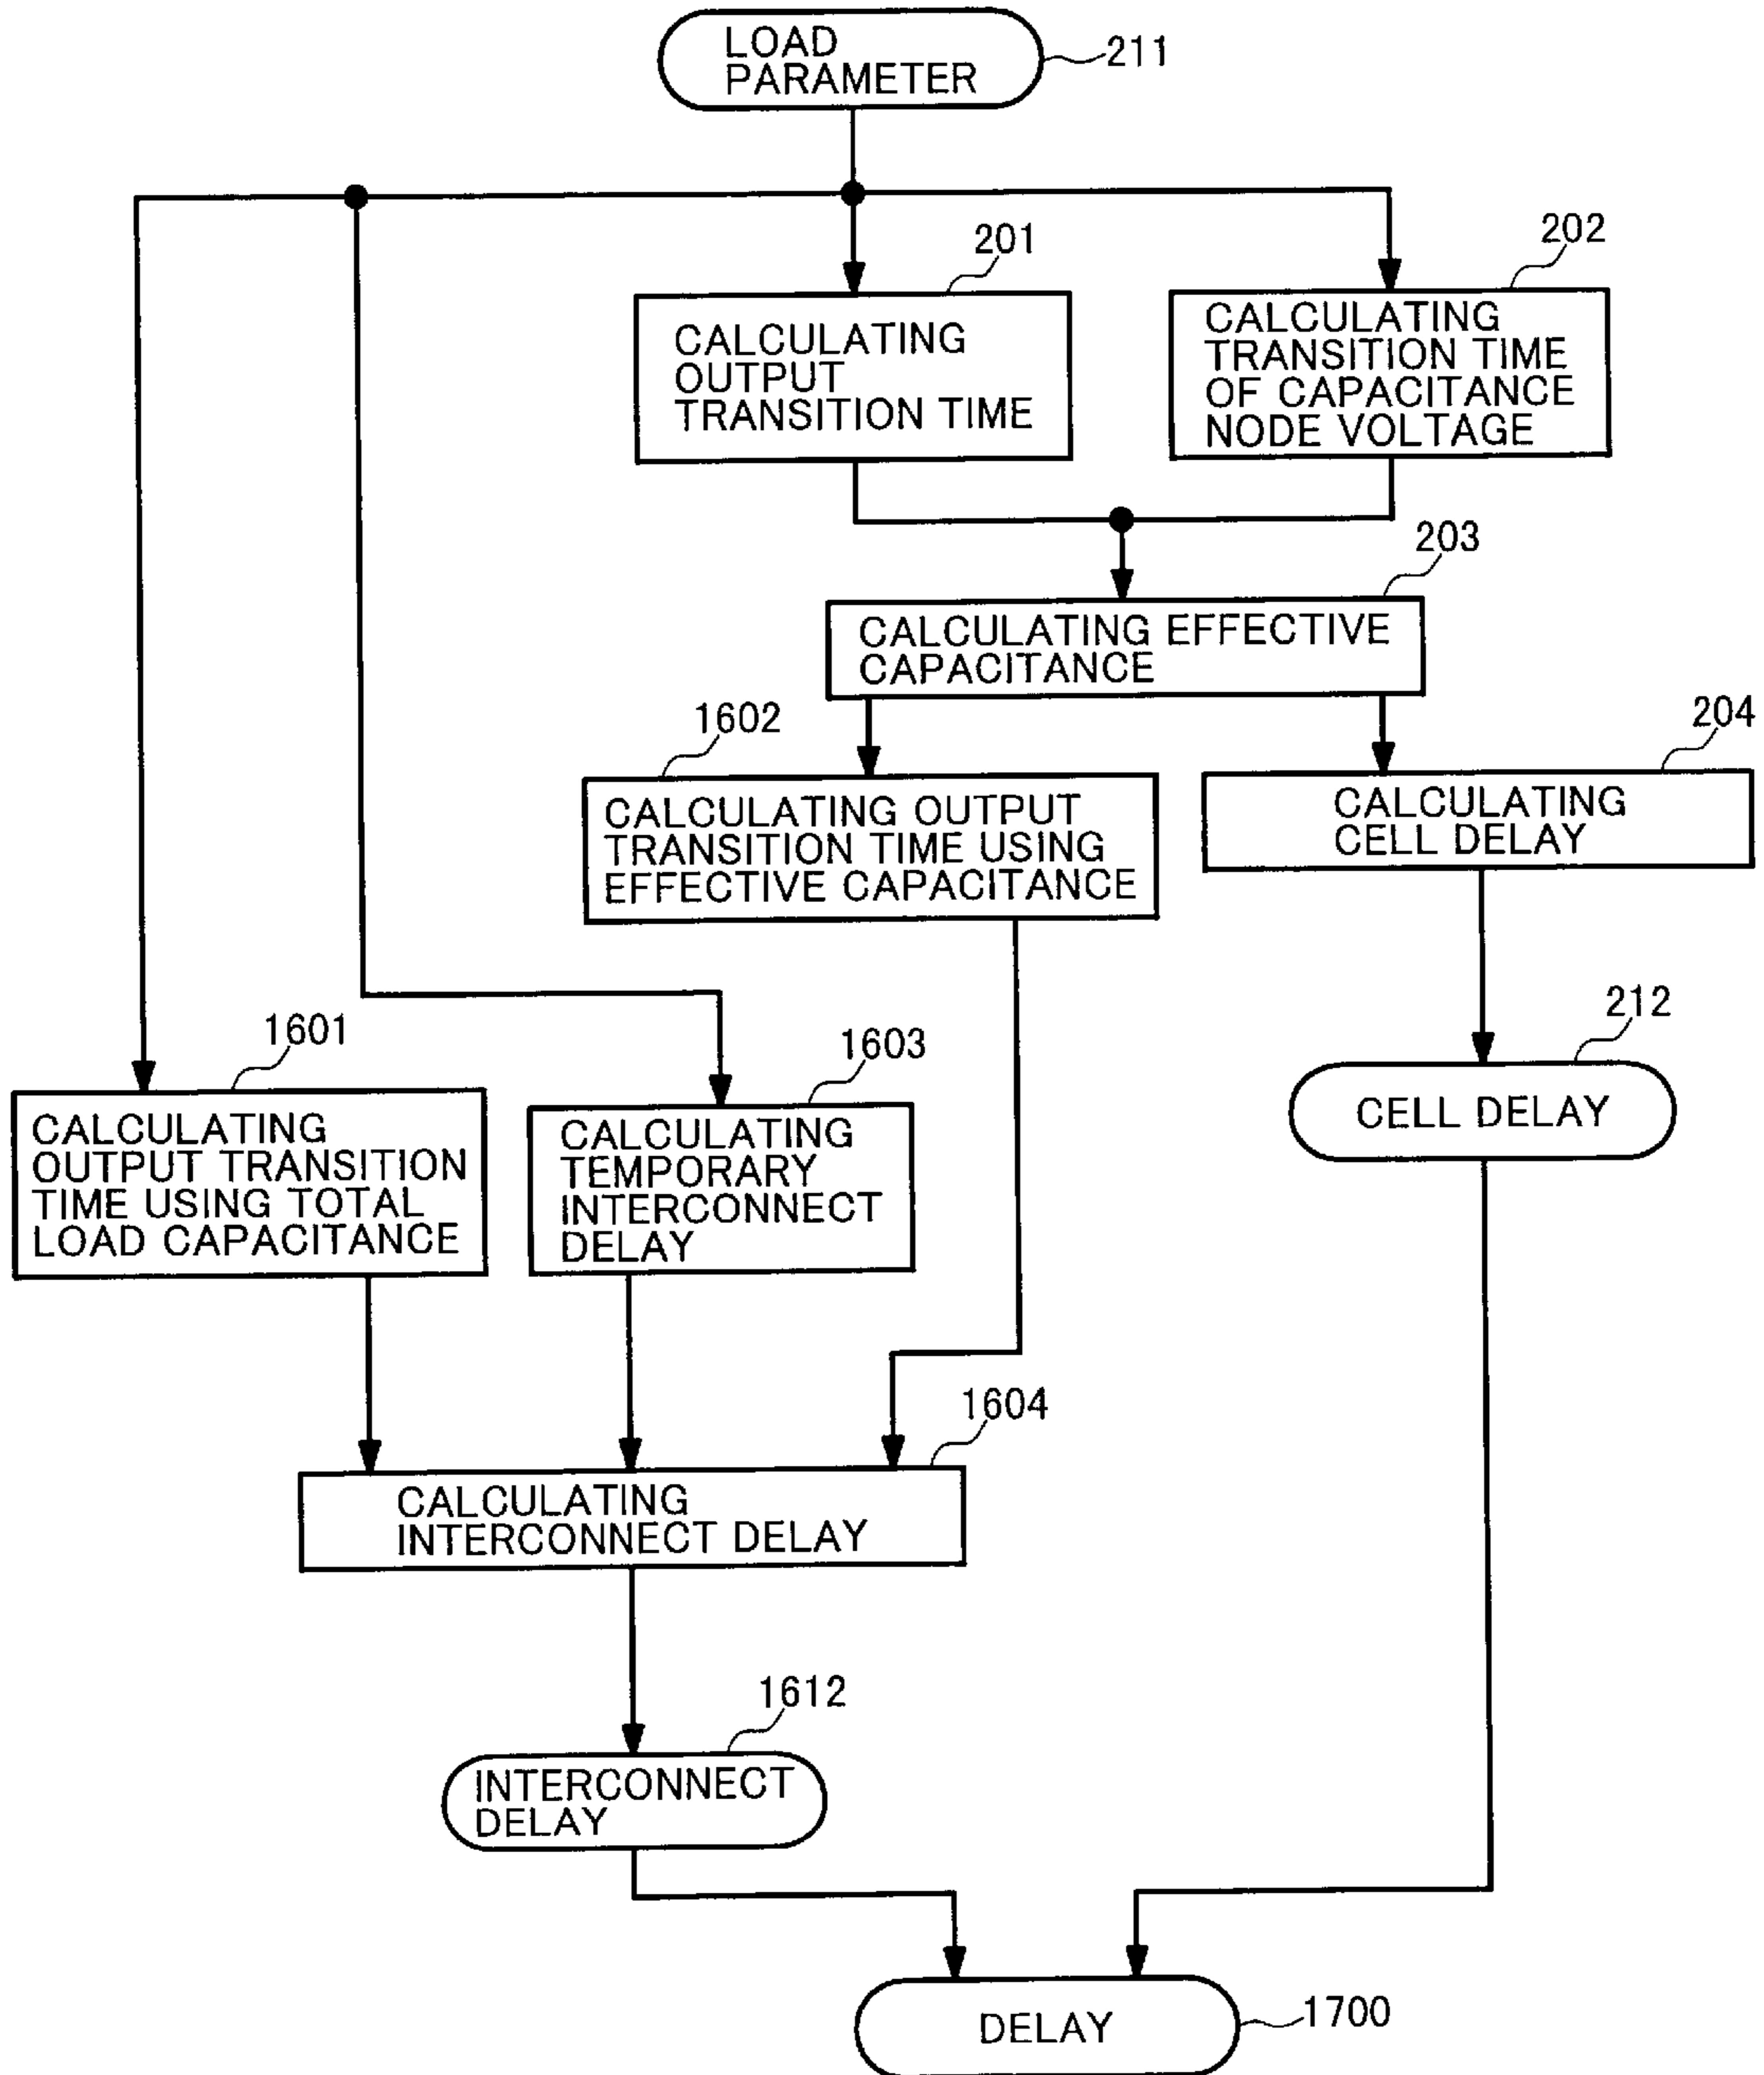 LOAD
PARAMETER
211
201
202
CALCULATING
OUTPUT
TRANSITION TIME
CALCULATING
TRANSITION TIME
OF CAPACITANCE
NODE VOLTAGE
203
CALCULATING EFFECTIVE
CAPACITANCE
1602
204
CALCULATING OUTPUT
TRANSITION TIME USING
EFFECTIVE CAPACITANCE
CALCULATING
CELL DELAY
1601
1603
212
CALCULATING
OUTPUT TRANSITION
TIME USING TOTAL
LOAD CAPACITANCE
CALCULATING
TEMPORARY
INTERCONNECT
DELAY
CELL DELAY
1604
CALCULATING
INTERCONNECT DELAY
1612
INTERCONNECT
DELAY
DELAY
1700